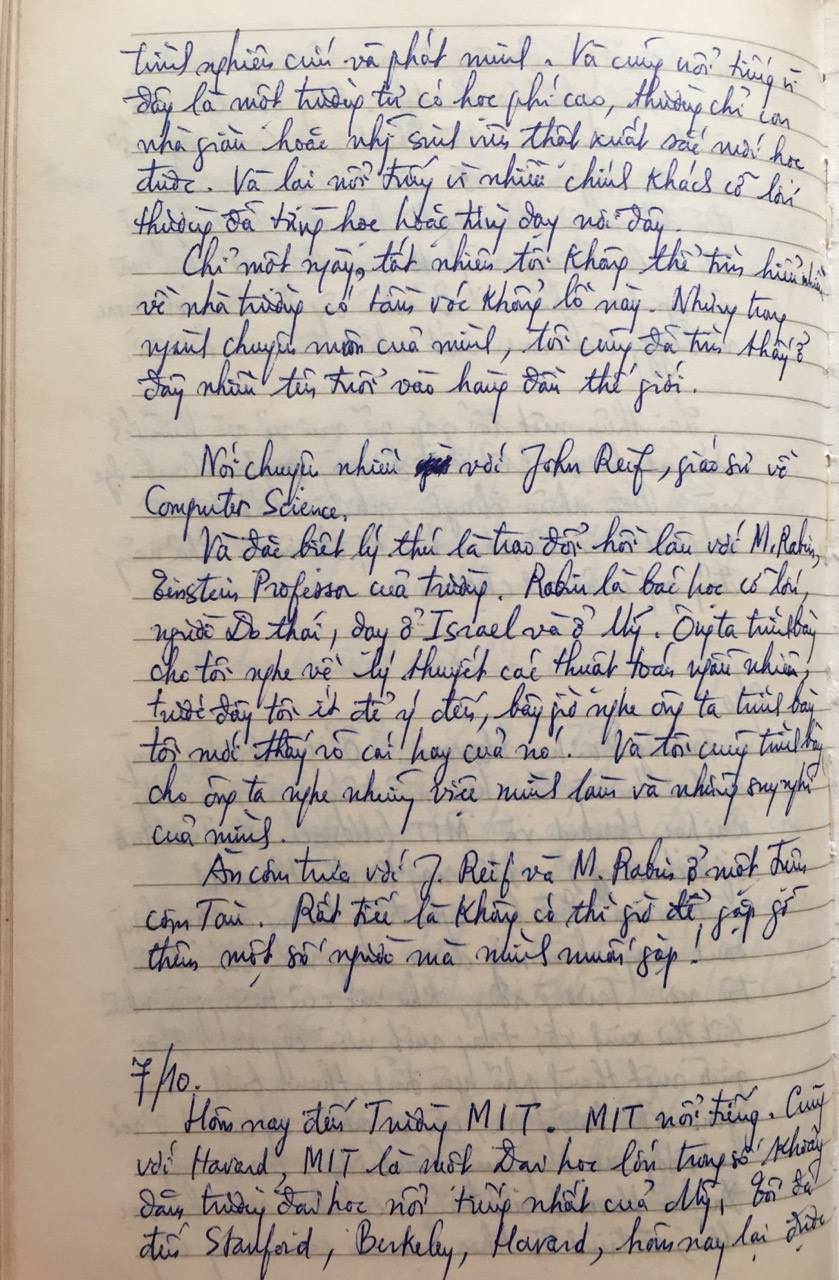 trình nghiên cứu và phát minh. Và cũng nổi tiếng vì
đây là một trường tư có học phí cao, thường chỉ con
nhà giàu hoặc những sinh viên thật xuất sắc mới học
được. Và lại nổi tiếng vì nhiều chính khách cỡ lớn
thường đã từng học hoặc từng dạy nơi đây.
Chỉ một ngày, tất nhiên tôi không thể tìm hiểu nhiều
về nhà trường có tầm vóc khổng lồ này. Nhưng trong
ngành chuyên môn của mình, tôi cũng đã tìm thấy ở
đây nhiều tên tuổi vào hàng đầu thế giới.
Nói chuyện nhiều với John Reif, giáo sư về
Computer Science.
Và đặc biệt lý thú là trao đổi hồi lâu với M. Rabin,
Einstein Professor của trường. Rabin là bác học cỡ lớn,
người Do thái, dạy ở Israel và ở Mỹ. Ông ta trình bày
cho tôi nghe về lý thuyết các thuật toán ngẫu nhiên,
trước đây tôi ít để ý đến, bây giờ nghe ông ta trình bày
tôi mới thấy rõ cái hay của nó. Và tôi cũng trình bày
cho ông ta nghe những việc mình làm và những suy nghĩ
của mình.
Ăn cơm trưa với J. Reif và M. Rabin ở một tiệm
cơm Tàu. Rất tiếc là không có thì giờ để gặp gỡ
thêm một số người mà mình muốn gặp!
7/10.
Hôm nay đến Trường MIT. MIT nổi tiếng. Cùng
với Havard, MIT là một Đại học lớn trong số khoảng
dăm trường đại học nổi tiếng nhất của Mỹ, tôi đã
đến Stanford, Berkeley, Havard, hôm nay lại được